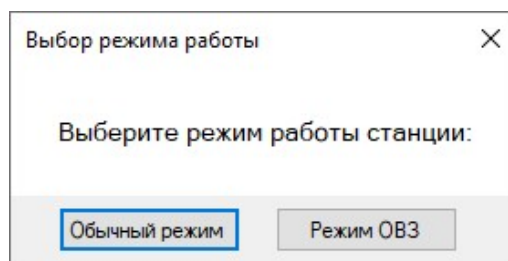 Выбор режима работы
Выберите режим работы станции:
Обычный режим
Режим ОВЗ